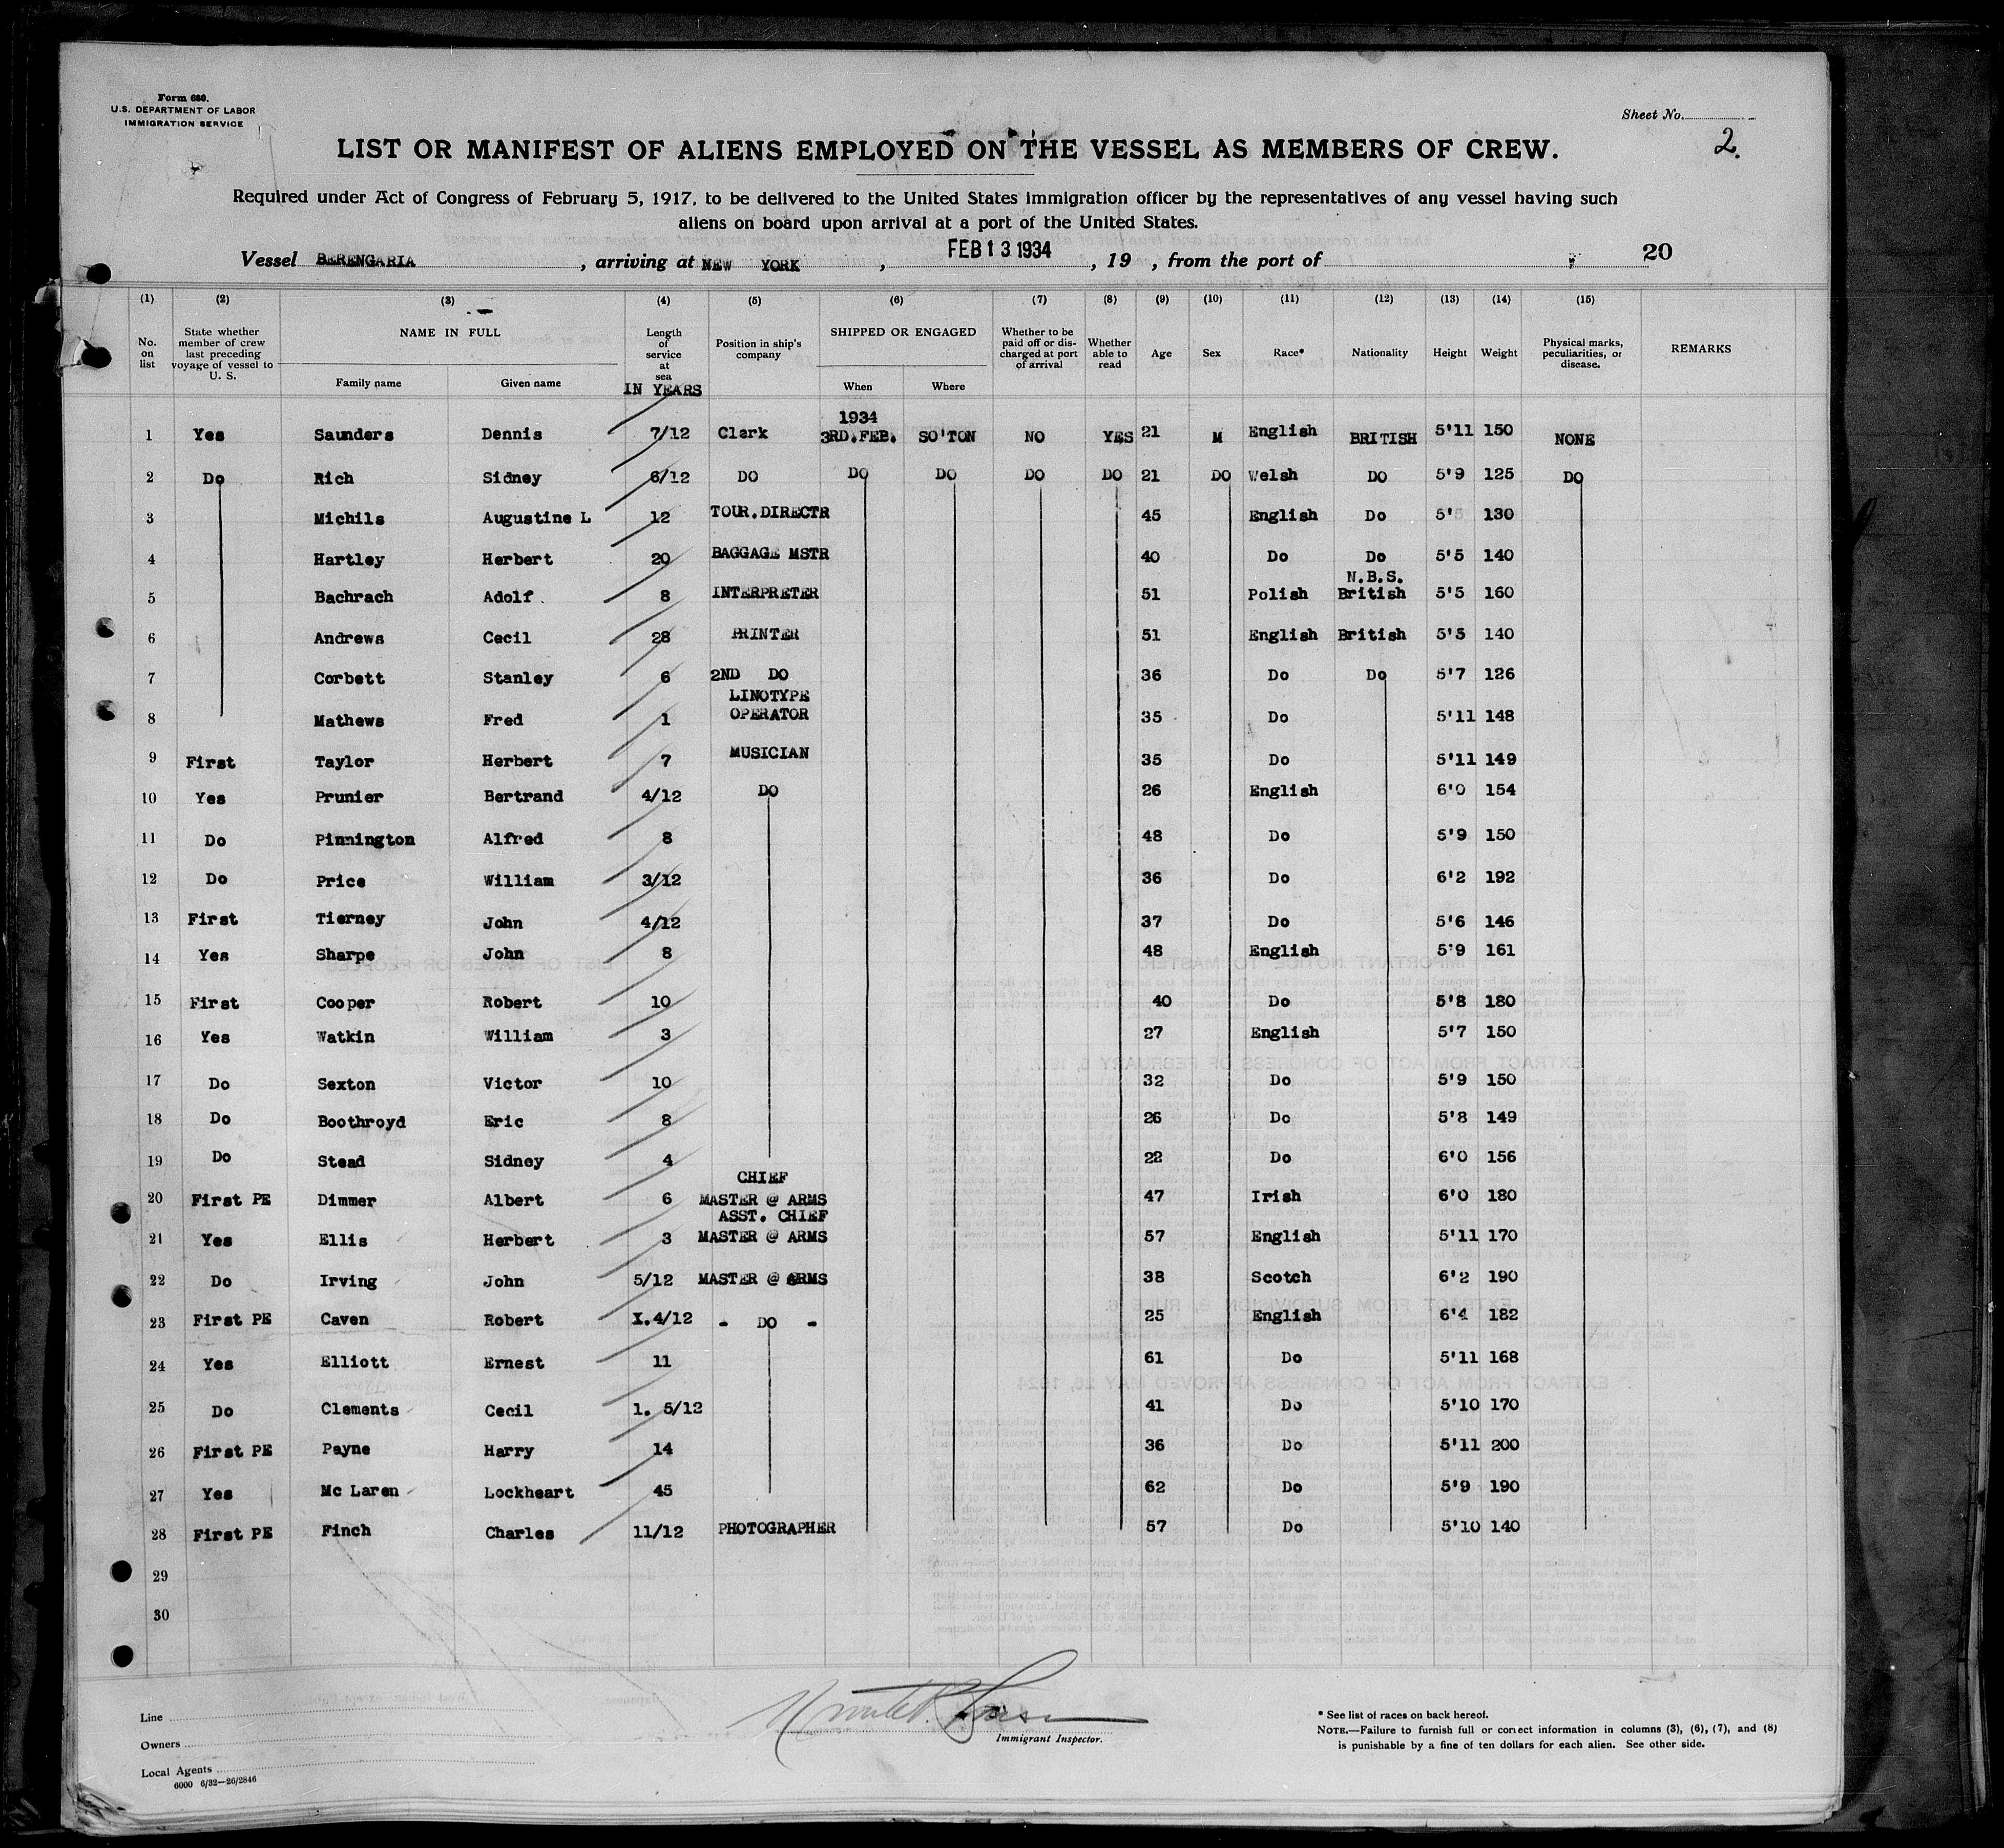 Form 680.
U.S. DEPARTMENT OF LABOR
IMMIGRATION SERVICE
Sheet No.
2.
LIST OR MANIFEST OF ALIENS EMPLOYED ON THE VESSEL AS MEMBERS OF CREW.
Required under Act of Congress of February 5, 1917, to be delivered to the United States immigration officer by the representatives of any vessel having such
aliens on board upon arrival at a port of the United States.
Vessel BERENGARIA, arriving at NEW YORK, FEB 13 1934, 19 , from the port of 20
(1) (2) (3) (4) (5) (6) (7) (8) (9) (10) (11) (12) (13) (14) (15)
No. on list State whether member of crew last preceding voyage of vessel to U. S. NAME IN FULL Family name Given name Length of service at sea IN YEARS Position in ship's company SHIPPED OR ENGAGED When Where Whether to be paid off or discharged at port of arrival Whether able to read Age Sex Race* Nationality Height Weight Physical marks, peculiarities, or disease. REMARKS
1 Yes Saunders Dennis 7/12 Clerk 1934 3RD.FEB. SO'TON NO YES 21 M English BRITISH 5'11 150 NONE
2 Do Rich Sidney 6/12 DO DO DO DO DO 21 DO Welsh DO 5'9 125 DO
3 Michils Augustine L 12 TOUR.DIRECTR 45 English Do 5' 130
4 Hartley Herbert 20 BAGGAGE MSTR 40 Do Do 5'5 140
5 Bachrach Adolf 8 INTERPRETER 51 Polish N.B.S. British 5'5 160
6 Andrews Cecil 28 PRINTER 51 English British 5'5 140
7 Corbett Stanley 6 2ND DO 36 Do Do 5'7 126
8 Mathews Fred 1 LINOTYPE OPERATOR 35 Do 5'11 148
9 First Taylor Herbert 7 MUSICIAN 35 Do 5'11 149
10 Yes Prunier Bertrand 4/12 DO 26 English 6'0 154
11 Do Pinnington Alfred 8 48 Do 5'9 150
12 Do Price William 3/12 36 Do 6'2 192
13 First Tierney John 4/12 37 Do 5'6 146
14 Yes Sharpe John 8 48 English 5'9 161
15 First Cooper Robert 10 40 Do 5'8 180
16 Yes Watkin William 3 27 English 5'7 150
17 Do Sexton Victor 10 32 Do 5'9 150
18 Do Boothroyd Eric 8 26 Do 5'8 149
19 Do Stead Sidney 4 22 Do 6'0 156
20 First PE Dimmer Albert 6 CHIEF MASTER @ ARMS 47 Irish 6'0 180
21 Yes Ellis Herbert 3 ASST. CHIEF MASTER @ ARMS 57 English 5'11 170
22 Do Irving John 5/12 MASTER @ ARMS 38 Scotch 6'2 190
23 First PE Caven Robert X.4/12 - DO - 25 English 6'4 182
24 Yes Elliott Ernest 11 61 Do 5'11 168
25 Do Clements Cecil 1. 5/12 41 Do 5'10 170
26 First PE Payne Harry 14 36 Do 5'11 200
27 Yes Mc Laren Lockheart 45 62 Do 5'9 190
28 First PE Finch Charles 11/12 PHOTOGRAPHER 57 Do 5'10 140
29
30
Line
Owners
Local Agents
6000 6/32—26/2846
Immigrant Inspector.
* See list of races on back hereof.
NOTE.—Failure to furnish full or correct information in columns (3), (6), (7), and (8)
is punishable by a fine of ten dollars for each alien. See other side.